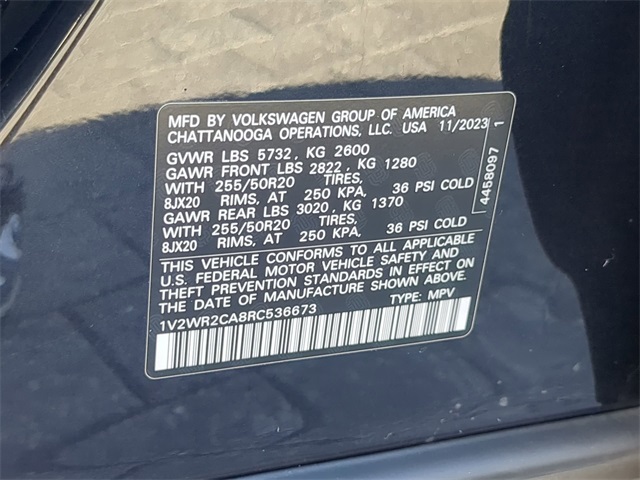 MFD BY VOLKSWAGEN GROUP OF AMERICA
CHATTANOOGA OPERATIONS, LLC. USA 11/2023
GVWR LBS 5732, KG 2600
GAWR FRONT LBS 2822, KG 1280
WITH 255/50R20 TIRES,
8JX20 RIMS, AT 250 KPA, 36 PSI COLD
GAWR REAR LBS 3020, KG 1370
WITH 255/50R20 TIRES,
8JX20 RIMS, AT 250 KPA, 36 PSI COLD
THIS VEHICLE CONFORMS TO ALL APPLICABLE
U.S. FEDERAL MOTOR VEHICLE SAFETY AND
THEFT PREVENTION STANDARDS IN EFFECT ON
THE DATE OF MANUFACTURE SHOWN ABOVE.
1V2WR2CA8RC536673 TYPE: MPV
4458097 1